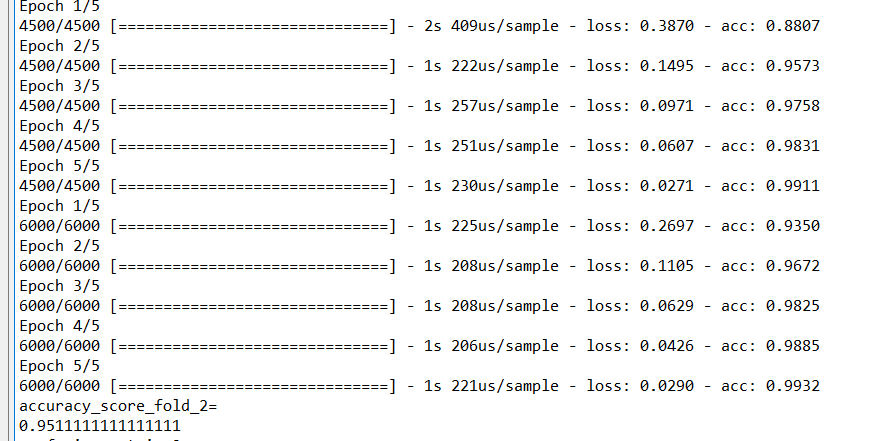 Epoch 1/5
4500/4500 [==============================] - 2s 409us/sample - loss: 0.3870 - acc: 0.8807
Epoch 2/5
4500/4500 [==============================] - 1s 222us/sample - loss: 0.1495 - acc: 0.9573
Epoch 3/5
4500/4500 [==============================] - 1s 257us/sample - loss: 0.0971 - acc: 0.9758
Epoch 4/5
4500/4500 [==============================] - 1s 251us/sample - loss: 0.0607 - acc: 0.9831
Epoch 5/5
4500/4500 [==============================] - 1s 230us/sample - loss: 0.0271 - acc: 0.9911
Epoch 1/5
6000/6000 [==============================] - 1s 225us/sample - loss: 0.2697 - acc: 0.9350
Epoch 2/5
6000/6000 [==============================] - 1s 208us/sample - loss: 0.1105 - acc: 0.9672
Epoch 3/5
6000/6000 [==============================] - 1s 208us/sample - loss: 0.0629 - acc: 0.9825
Epoch 4/5
6000/6000 [==============================] - 1s 206us/sample - loss: 0.0426 - acc: 0.9885
Epoch 5/5
6000/6000 [==============================] - 1s 221us/sample - loss: 0.0290 - acc: 0.9932
accuracy_score_fold_2=
0.9511111111111111